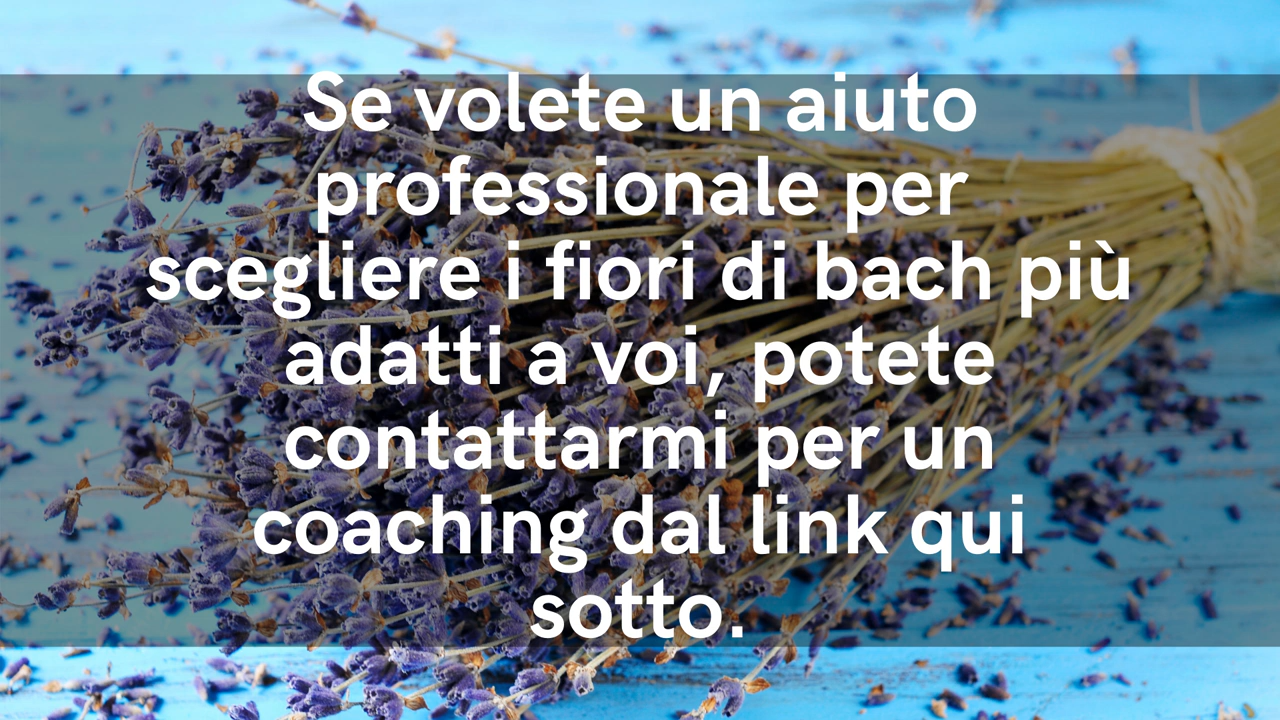 Se volete un aiuto
professionale per
scegliere i fiori di bach più
adatti a voi, potete
contattarmi per un
coaching dal link qui
sotto.